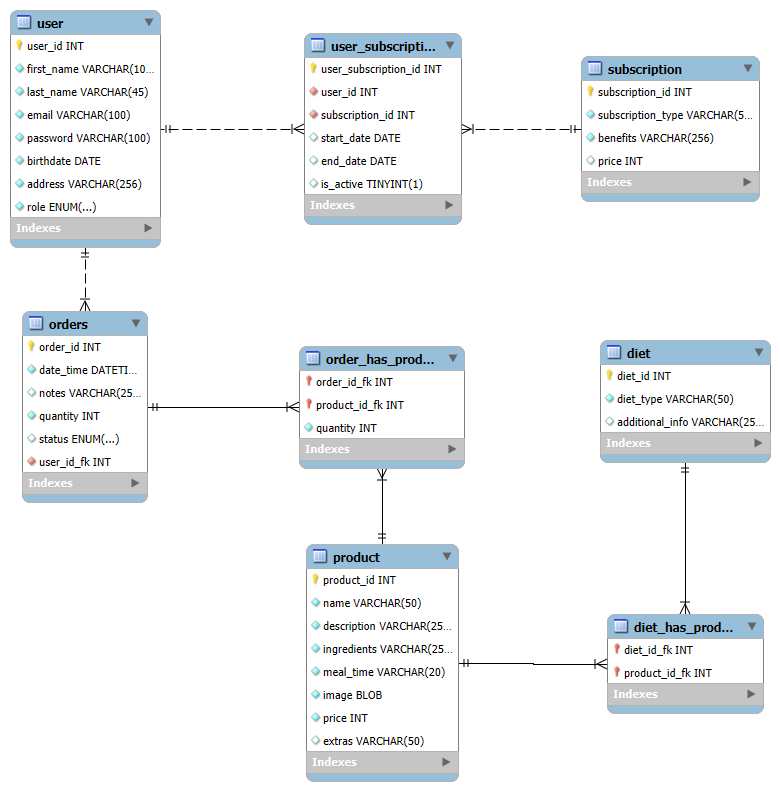 user
user_id INT
first_name VARCHAR(10...
last_name VARCHAR(45)
email VARCHAR(100)
password VARCHAR(100)
birthdate DATE
address VARCHAR(256)
role ENUM(...)
Indexes
user_subscripti...
user_subscription_id INT
user_id INT
subscription_id INT
start_date DATE
end_date DATE
is_active TINYINT(1)
Indexes
subscription
subscription_id INT
subscription_type VARCHAR(5...
benefits VARCHAR(256)
price INT
Indexes
orders
order_id INT
date_time DATETI...
notes VARCHAR(25...
quantity INT
status ENUM(...)
user_id_fk INT
Indexes
order_has_prod...
order_id_fk INT
product_id_fk INT
quantity INT
Indexes
diet
diet_id INT
diet_type VARCHAR(50)
additional_info VARCHAR(25...
Indexes
product
product_id INT
name VARCHAR(50)
description VARCHAR(25...
ingredients VARCHAR(25...
meal_time VARCHAR(20)
image BLOB
price INT
extras VARCHAR(50)
Indexes
diet_has_prod...
diet_id_fk INT
product_id_fk INT
Indexes